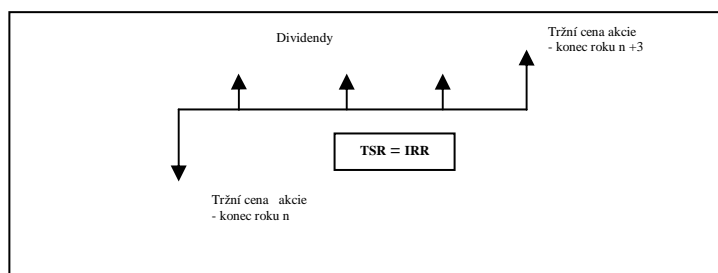 Dividendy
Tržní cena akcie
- konec roku n +3
TSR = IRR
Tržní cena akcie
- konec roku n